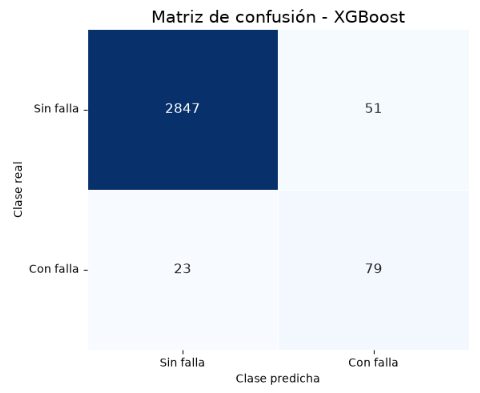 Matriz de confusión - XGBoost
Clase real
Sin falla
2847
51
Con falla
23
79
Sin falla
Con falla
Clase predicha